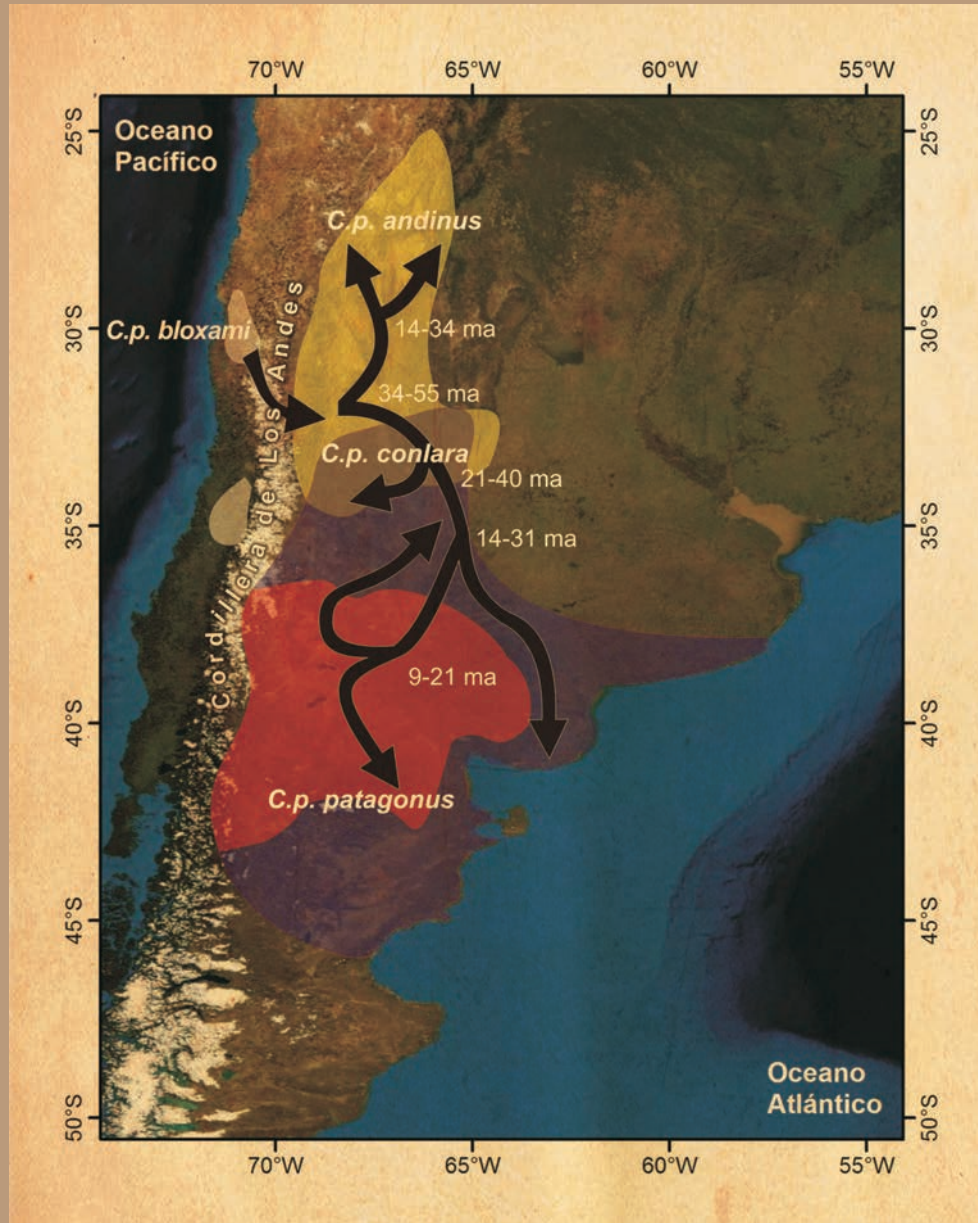 70°W
65°W
60°W
55°W
25°S
25°S
Oceano
Pacífico
C.p. andinus
30°S
C.p. bloxami
14-34 ma
30°S
34-55 ma
Cordillera de Los Andes
C.p. conlara
21-40 ma
35°S
14-31 ma
35°S
9-21 ma
40°S
40°S
C.p. patagonus
45°S
45°S
Oceano
Atlántico
50°S
50°S
70°W
65°W
60°W
55°W